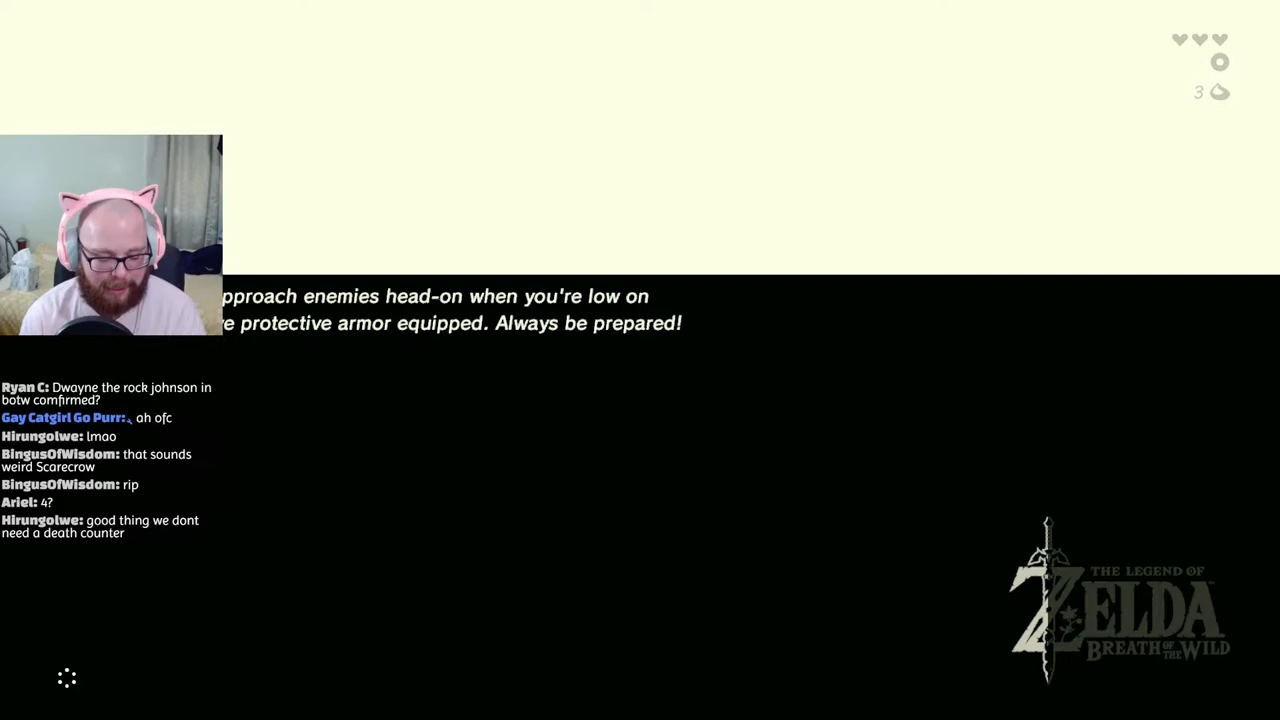 3
pproach enemies head-on when you're low on
e protective armor equipped. Always be prepared!
Ryan C: Dwayne the rock johnson in
botw comfirmed?
Gay Catgirl Go Purr: ah ofc
Hirungolwe: lmao
BingusOfWisdom: that sounds
weird Scarecrow
BingusOfWisdom: rip
Ariel: 4?
Hirungolwe: good thing we dont
need a death counter
THE LEGEND OF
ZELDA
BREATH OF THE WILD